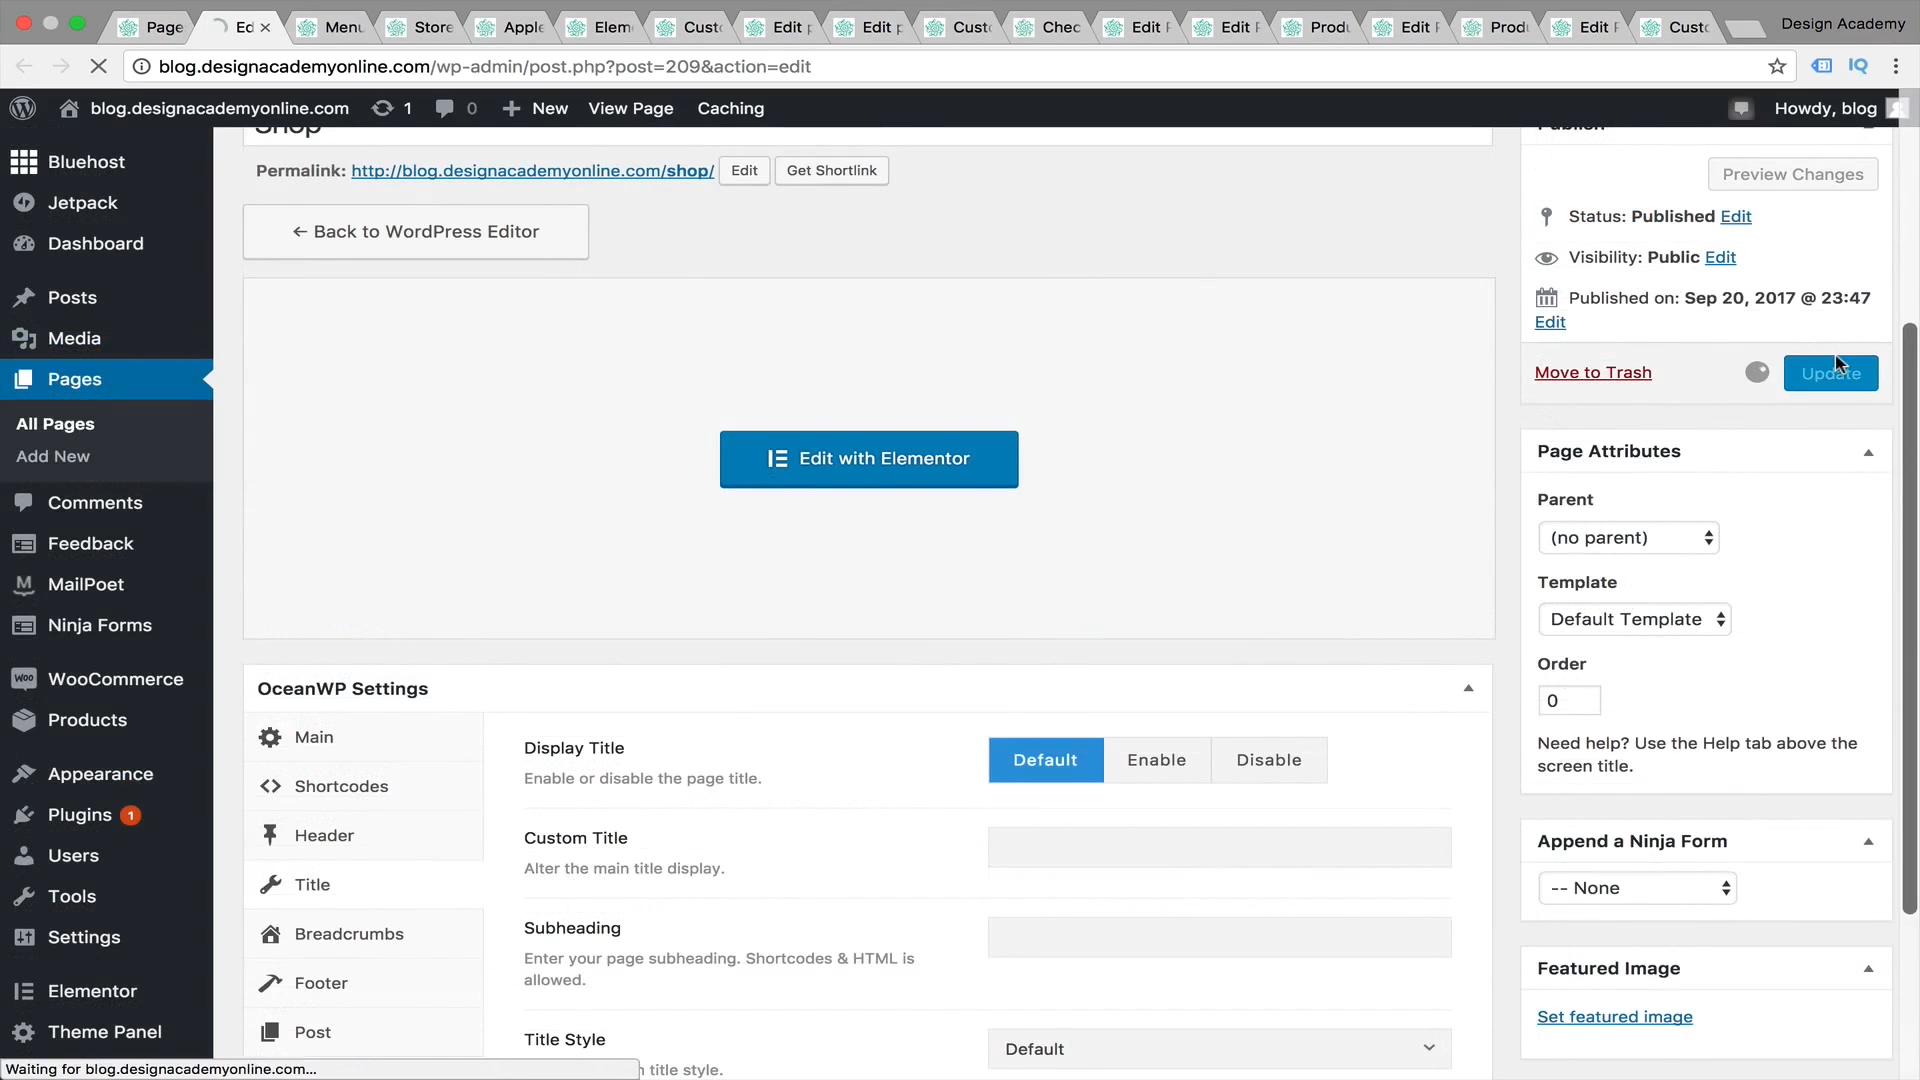 Page
Ed
Menu
Store
Apple
Elem
Custo
Edit p
Edit p
Custo
Chec
Edit P
Edit P
Produ
Edit P
Produ
Edit P
Custo
Design Academy
blog.designacademyonline.com/wp-admin/post.php?post=209&action=edit
IQ
blog.designacademyonline.com
1
0
New
View Page
Caching
Howdy, blog
Bluehost
Jetpack
Dashboard
Posts
Media
Pages
All Pages
Add New
Comments
Feedback
MailPoet
Ninja Forms
WooCommerce
Products
Appearance
Plugins 1
Users
Tools
Settings
Elementor
Theme Panel
Shop
Permalink: http://blog.designacademyonline.com/shop/ Edit Get Shortlink
← Back to WordPress Editor
Edit with Elementor
OceanWP Settings
Main
Shortcodes
Header
Title
Breadcrumbs
Footer
Post
Display Title
Enable or disable the page title.
Default Enable Disable
Custom Title
Alter the main title display.
Subheading
Enter your page subheading. Shortcodes & HTML is
allowed.
Title Style
Default
title style.
Publish
Preview Changes
Status: Published Edit
Visibility: Public Edit
Published on: Sep 20, 2017 @ 23:47
Edit
Move to Trash
Update
Page Attributes
Parent
(no parent)
Template
Default Template
Order
0
Need help? Use the Help tab above the
screen title.
Append a Ninja Form
-- None
Featured Image
Set featured image
Waiting for blog.designacademyonline.com...